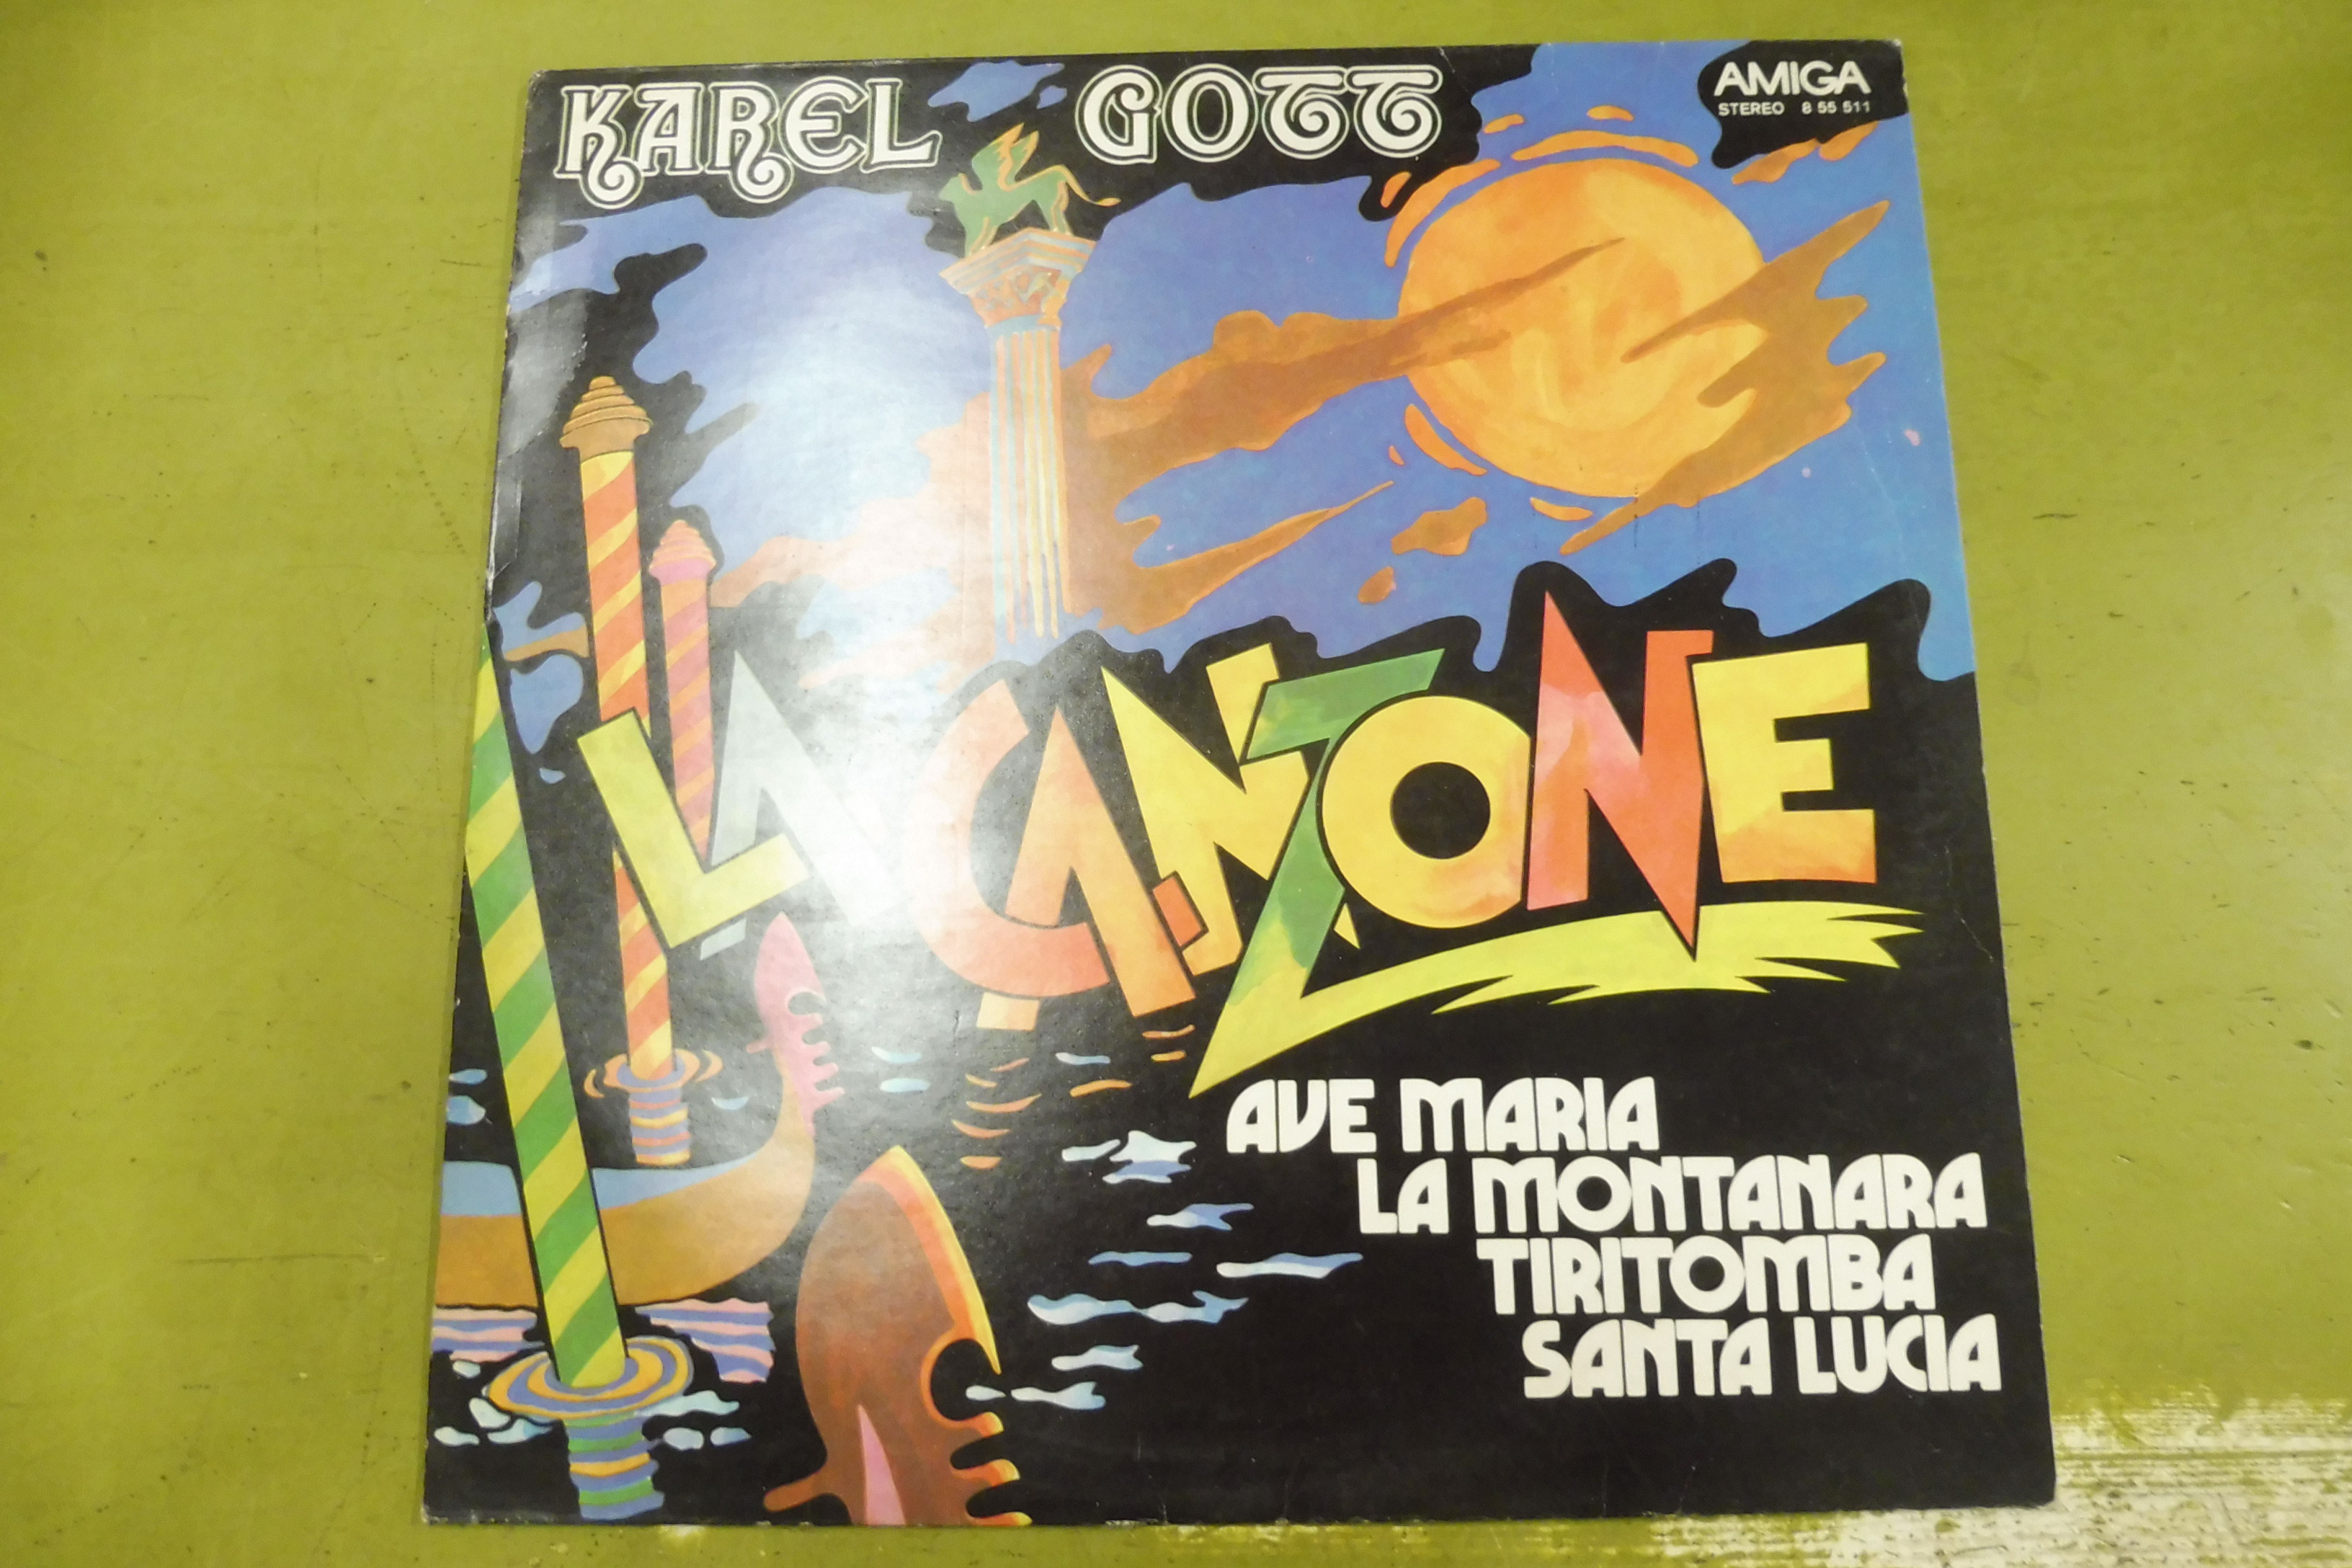 KAREL GOTT
AMIGA
STEREO 8 55 511
LA CANZONE
AVE MARIA
LA MONTANARA
TIRITOMBA
SANTA LUCIA